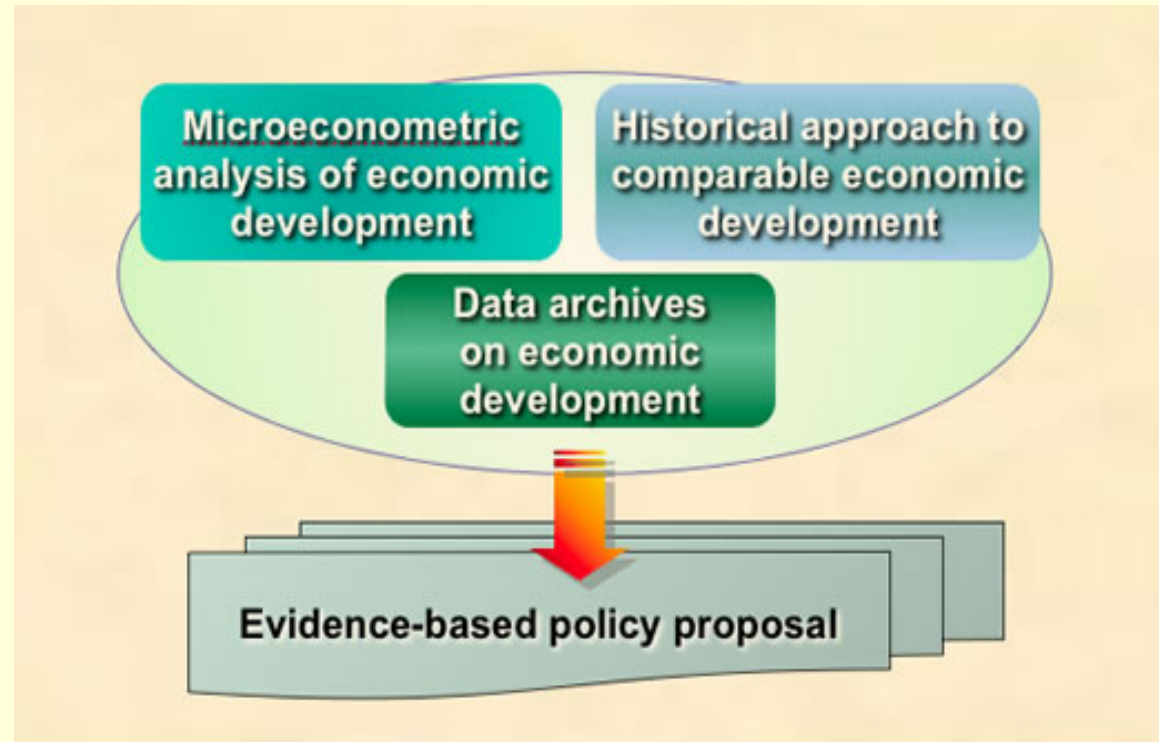 Microeconometric
analysis of economic
development
Historical approach to
comparable economic
development
Data archives
on economic
development
Evidence-based policy proposal